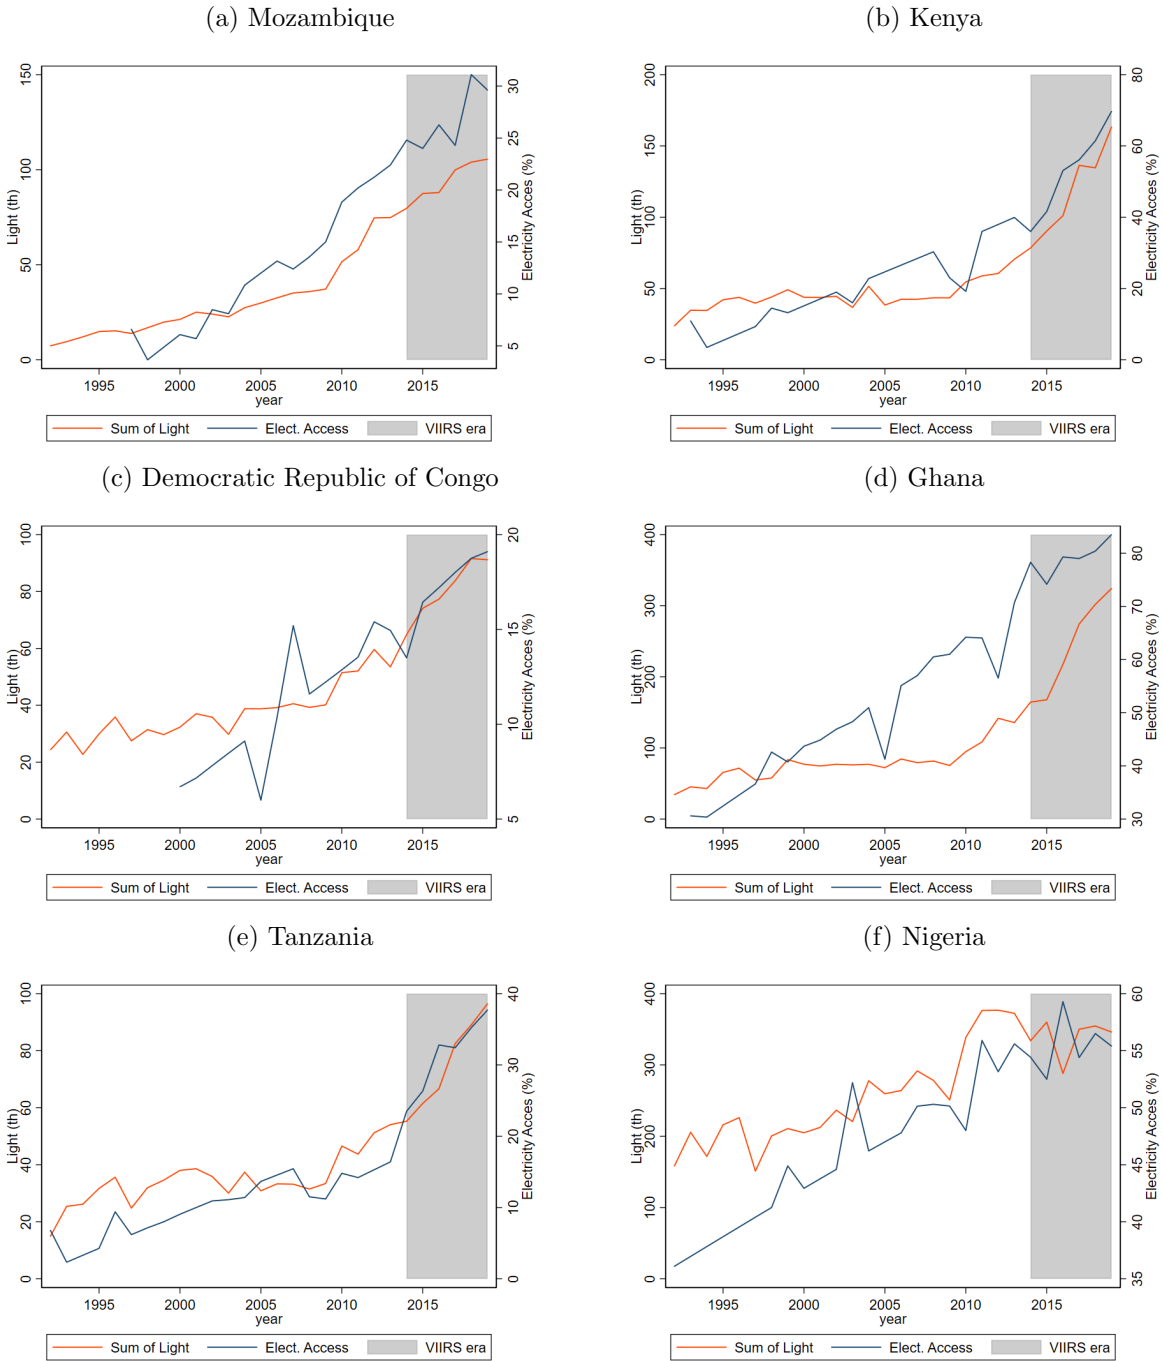 (a) Mozambique
Light (th)
0
50
100
150
Electricity Acces (%)
5
10
15
20
25
30
1995
2000
2005
2010
2015
year
Sum of Light
Elect. Access
VIIRS era
(b) Kenya
Light (th)
0
50
100
150
200
Electricity Acces (%)
0
20
40
60
80
1995
2000
2005
2010
2015
year
Sum of Light
Elect. Access
VIIRS era
(c) Democratic Republic of Congo
Light (th)
0
20
40
60
80
100
Electricity Acces (%)
5
10
15
20
1995
2000
2005
2010
2015
year
Sum of Light
Elect. Access
VIIRS era
(d) Ghana
Light (th)
0
100
200
300
400
Electricity Acces (%)
30
40
50
60
70
80
1995
2000
2005
2010
2015
year
Sum of Light
Elect. Access
VIIRS era
(e) Tanzania
Light (th)
0
20
40
60
80
100
Electricity Acces (%)
0
10
20
30
40
1995
2000
2005
2010
2015
year
Sum of Light
Elect. Access
VIIRS era
(f) Nigeria
Light (th)
0
100
200
300
400
Electricity Acces (%)
35
40
45
50
55
60
1995
2000
2005
2010
2015
year
Sum of Light
Elect. Access
VIIRS era